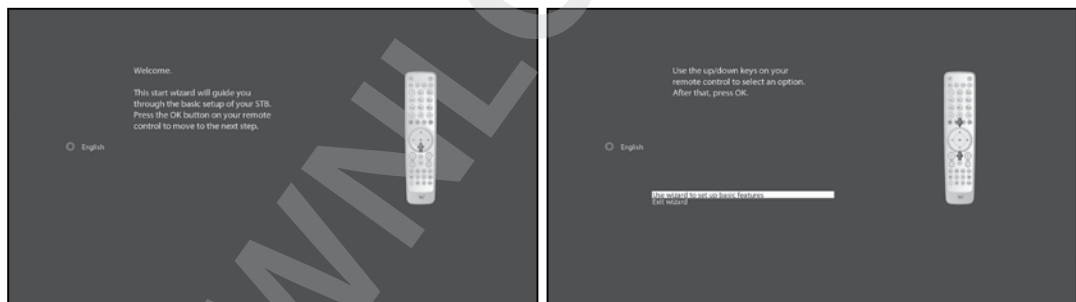 Welcome.
This start wizard will guide you
through the basic setup of your STB.
Press the OK button on your remote
control to move to the next step.
English
Use the up/down keys on your
remote control to select an option.
After that, press OK.
English
Use wizard to set up basic features
Exit wizard